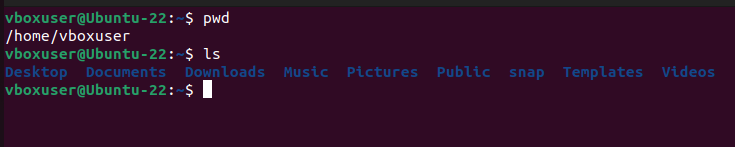 vboxuser@Ubuntu-22:~$ pwd
/home/vboxuser
vboxuser@Ubuntu-22:~$ ls
Desktop  Documents  Downloads  Music  Pictures  Public  snap  Templates  Videos
vboxuser@Ubuntu-22:~$